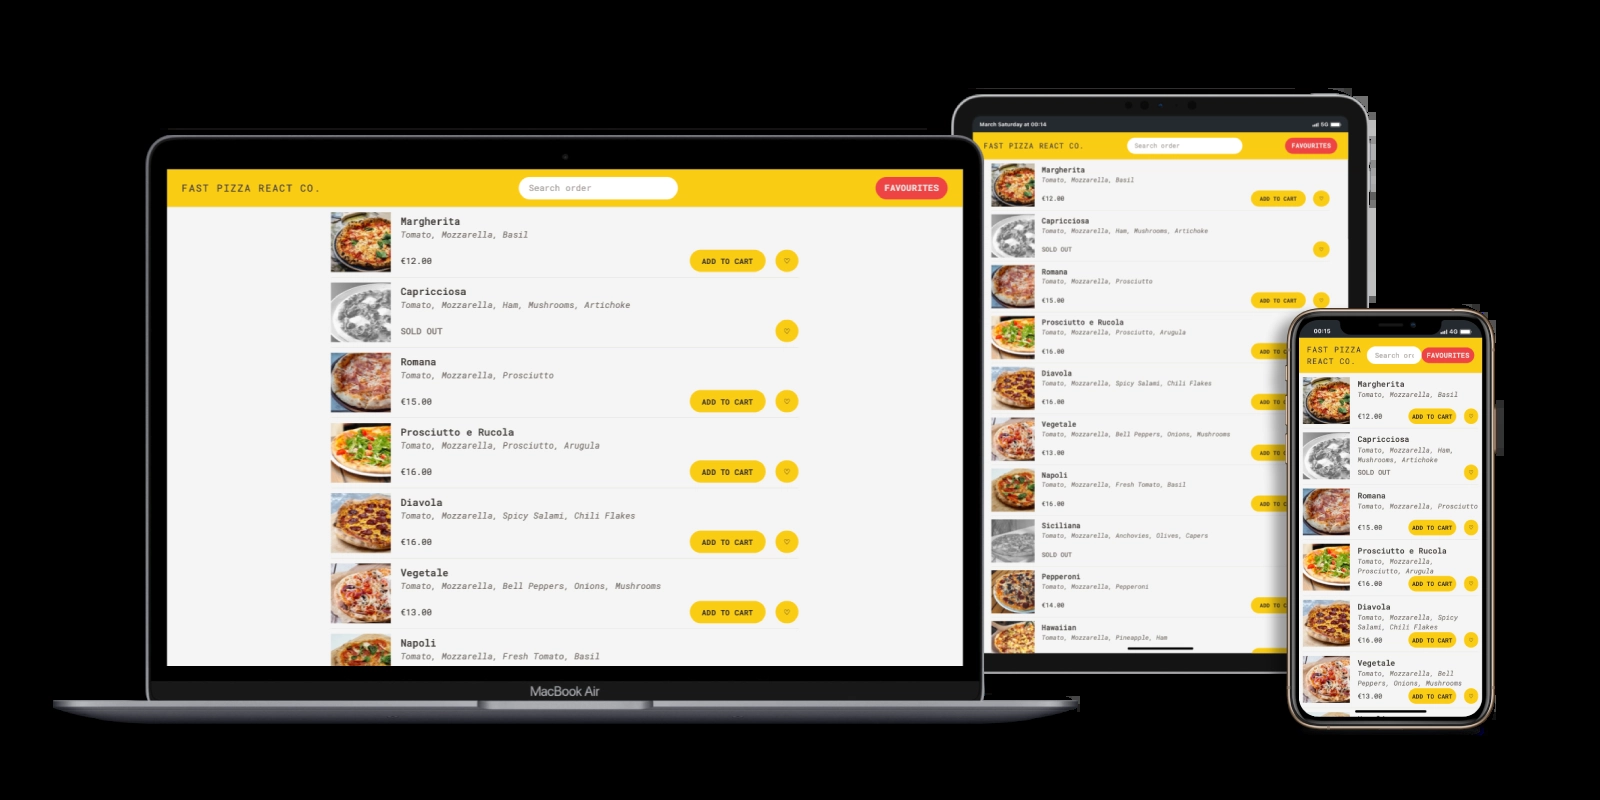 FAST PIZZA REACT CO.
Search order
FAVOURITES
Margherita
Tomato, Mozzarella, Basil
€12.00
ADD TO CART
Capricciosa
Tomato, Mozzarella, Ham, Mushrooms, Artichoke
SOLD OUT
Romana
Tomato, Mozzarella, Prosciutto
€15.00
ADD TO CART
Prosciutto e Rucola
Tomato, Mozzarella, Prosciutto, Arugula
€16.00
ADD TO CART
Diavola
Tomato, Mozzarella, Spicy Salami, Chili Flakes
€16.00
ADD TO CART
Vegetale
Tomato, Mozzarella, Bell Peppers, Onions, Mushrooms
€13.00
ADD TO CART
Napoli
Tomato, Mozzarella, Fresh Tomato, Basil
MacBook Air
March Saturday at 00:14
5G
FAST PIZZA REACT CO.
Search order
FAVOURITES
Margherita
Tomato, Mozzarella, Basil
€12.00
ADD TO CART
Capricciosa
Tomato, Mozzarella, Ham, Mushrooms, Artichoke
SOLD OUT
Romana
Tomato, Mozzarella, Prosciutto
€15.00
ADD TO CART
Prosciutto e Rucola
Tomato, Mozzarella, Prosciutto, Arugula
€16.00
ADD TO C
Diavola
Tomato, Mozzarella, Spicy Salami, Chili Flakes
€16.00
ADD TO C
Vegetale
Tomato, Mozzarella, Bell Peppers, Onions, Mushrooms
€13.00
ADD TO C
Napoli
Tomato, Mozzarella, Fresh Tomato, Basil
€16.00
ADD TO C
Siciliana
Tomato, Mozzarella, Anchovies, Olives, Capers
SOLD OUT
Pepperoni
Tomato, Mozzarella, Pepperoni
€14.00
ADD TO C
Hawaiian
Tomato, Mozzarella, Pineapple, Ham
00:15
4G
FAST PIZZA
REACT CO.
Search or
FAVOURITES
Margherita
Tomato, Mozzarella, Basil
€12.00
ADD TO CART
Capricciosa
Tomato, Mozzarella, Ham,
Mushrooms, Artichoke
SOLD OUT
Romana
Tomato, Mozzarella, Prosciutto
€15.00
ADD TO CART
Prosciutto e Rucola
Tomato, Mozzarella,
Prosciutto, Arugula
€16.00
ADD TO CART
Diavola
Tomato, Mozzarella, Spicy
Salami, Chili Flakes
€16.00
ADD TO CART
Vegetale
Tomato, Mozzarella, Bell
Peppers, Onions, Mushrooms
€13.00
ADD TO CART